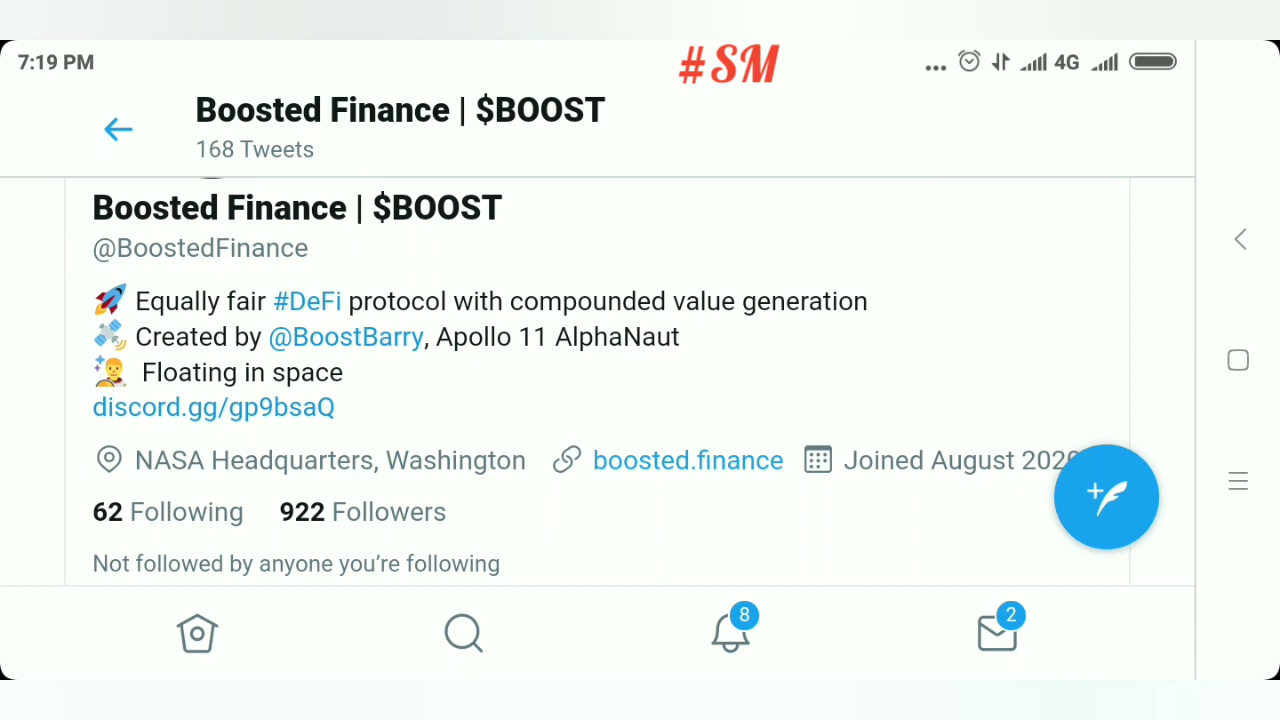 #SM
7:19 PM ... 4G
Boosted Finance | $BOOST
168 Tweets
Boosted Finance | $BOOST
@BoostedFinance
🚀 Equally fair #DeFi protocol with compounded value generation
🛰️ Created by @BoostBarry, Apollo 11 AlphaNaut
Floating in space
discord.gg/gp9bsaQ
NASA Headquarters, Washington boosted.finance Joined August 2020
62 Following 922 Followers
Not followed by anyone you're following
8 2